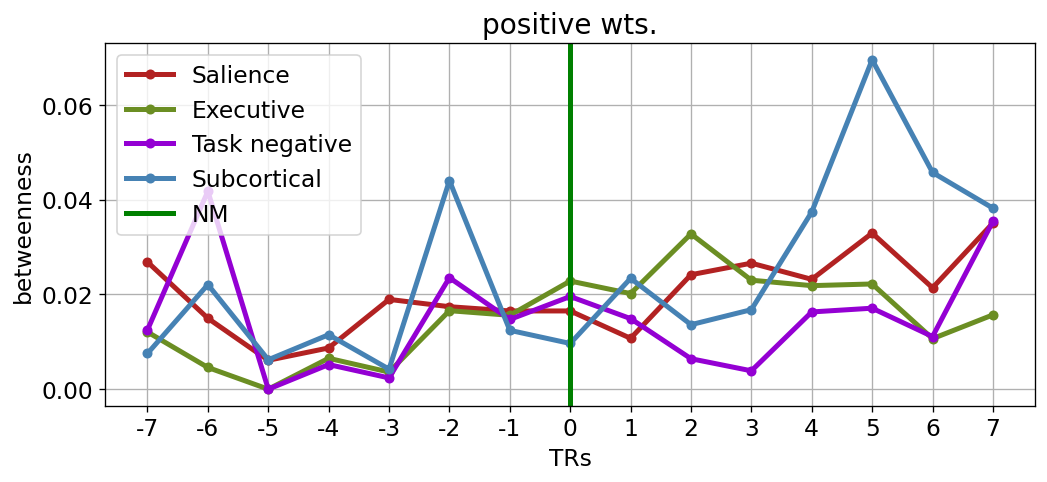 positive wts.
betweenness
0.06
0.04
0.02
0.00
Salience
Executive
Task negative
Subcortical
NM
-7 -6 -5 -4 -3 -2 -1 0 1 2 3 4 5 6 7
TRs